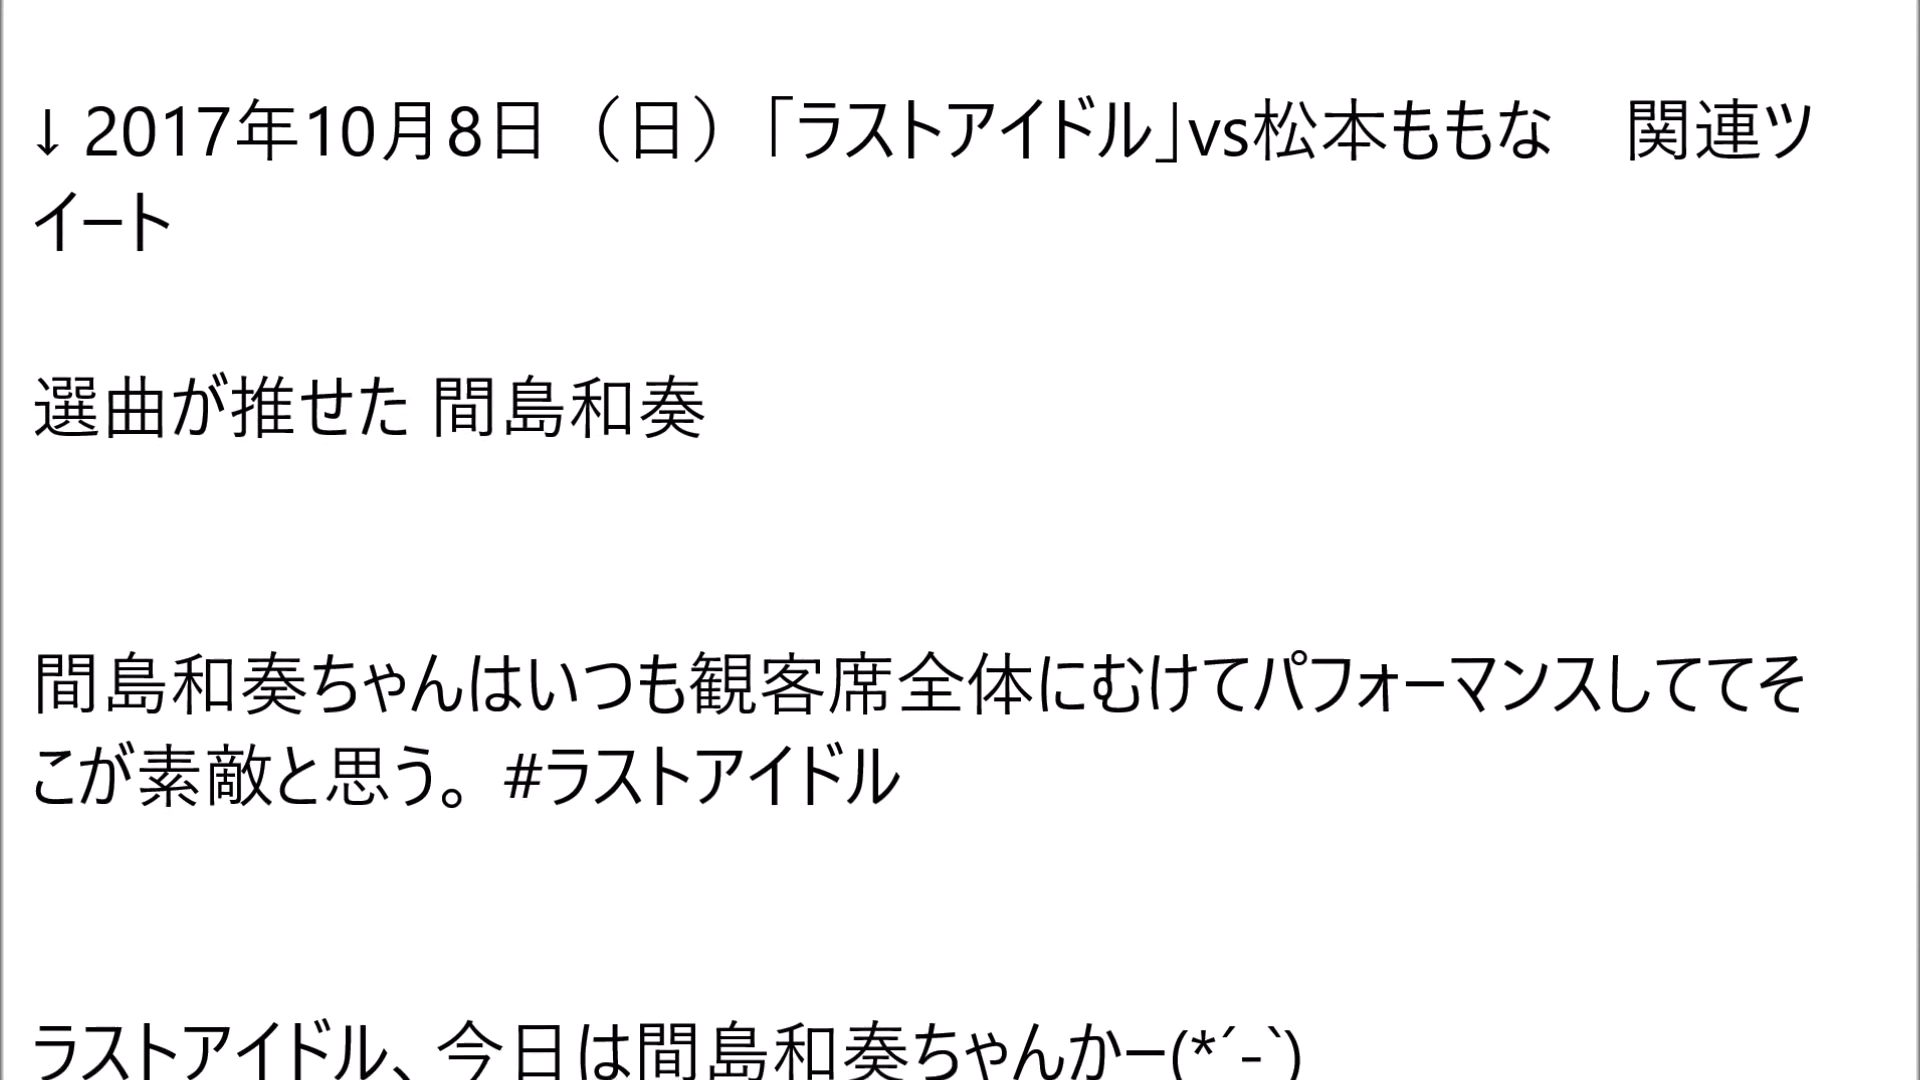 ↓ 2017年10月8日（日）「ラストアイドル」vs松本ももな　関連ツ
イート
選曲が推せた 間島和奏
間島和奏ちゃんはいつも観客席全体にむけてパフォーマンスしててそ
こが素敵と思う。 #ラストアイドル
ラストアイドル、今日は間島和奏ちゃんかー(*´-`)